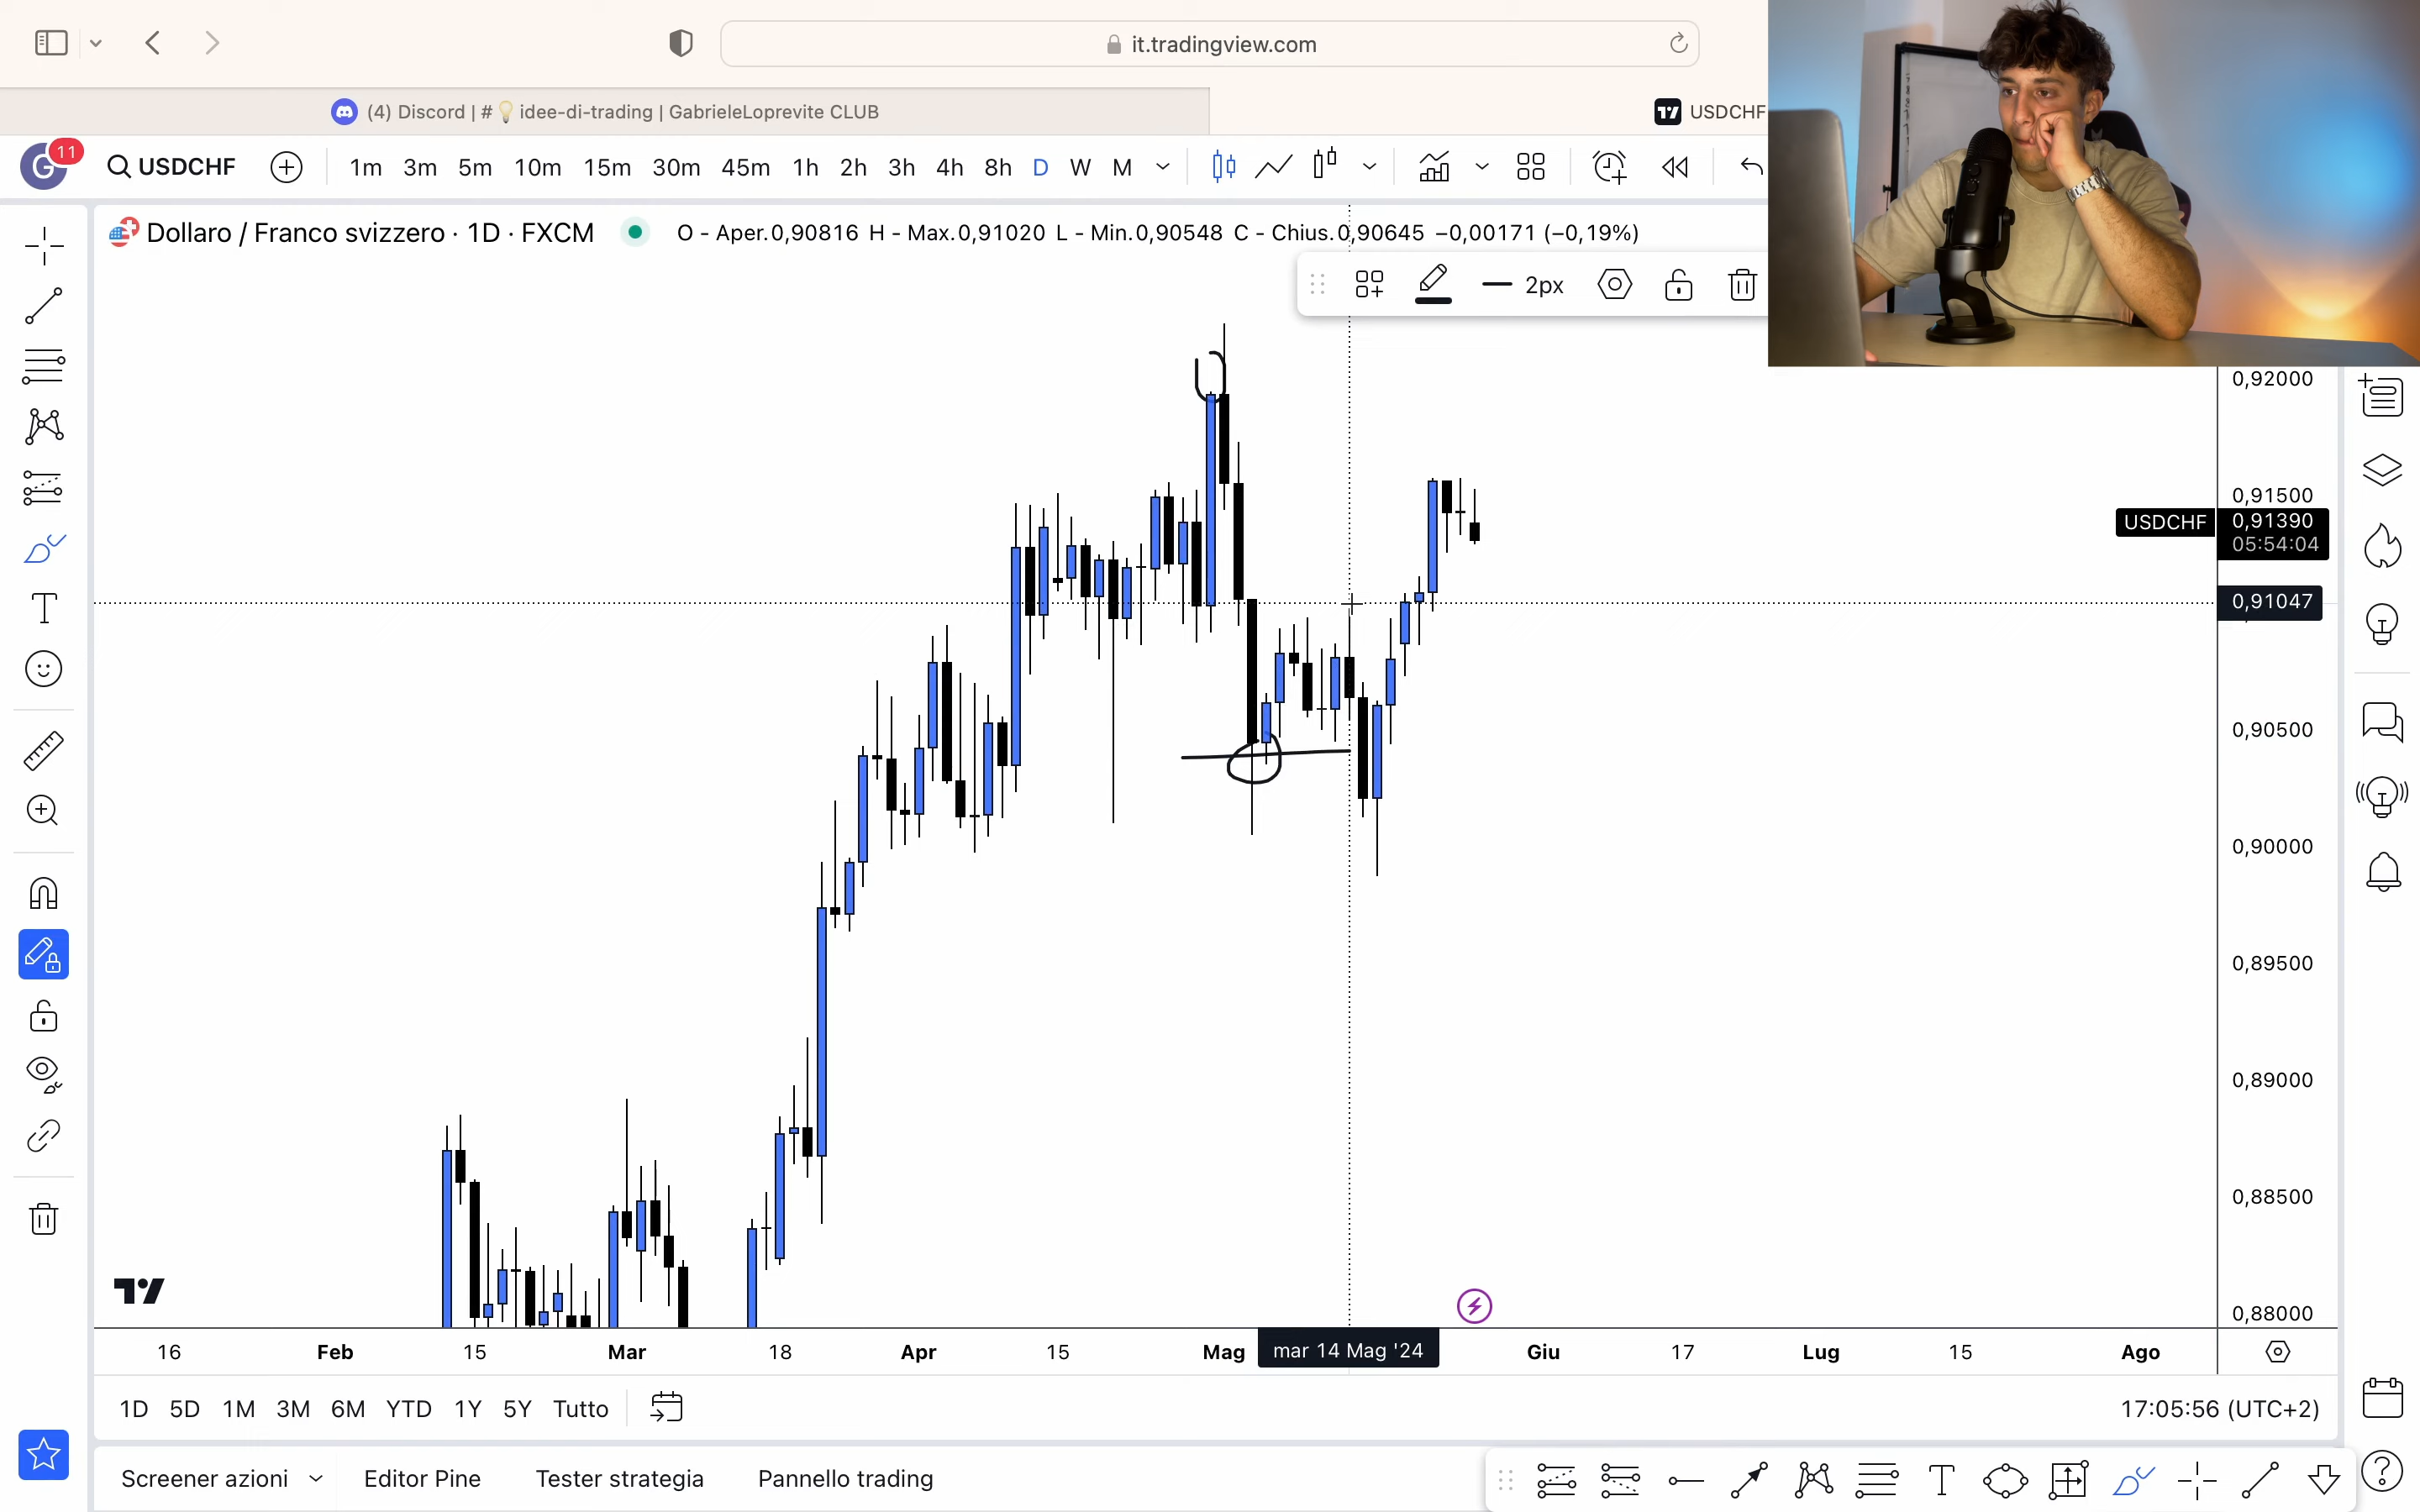 it.tradingview.com
(4) Discord | #💡idee-di-trading | GabrieleLoprevite CLUB
USDCHF
G 11
USDCHF
1m 3m 5m 10m 15m 30m 45m 1h 2h 3h 4h 8h D W M
Dollaro / Franco svizzero · 1D · FXCM
O - Aper.0,90816 H - Max.0,91020 L - Min.0,90548 C - Chius.0,90645 −0,00171 (−0,19%)
2px
0,92000
0,91500
USDCHF 0,91390
05:54:04
0,91047
0,90500
0,90000
0,89500
0,89000
0,88500
0,88000
16 Feb 15 Mar 18 Apr 15 Mag mar 14 Mag '24 Giu 17 Lug 15 Ago
1D 5D 1M 3M 6M YTD 1Y 5Y Tutto
17:05:56 (UTC+2)
Screener azioni Editor Pine Tester strategia Pannello trading